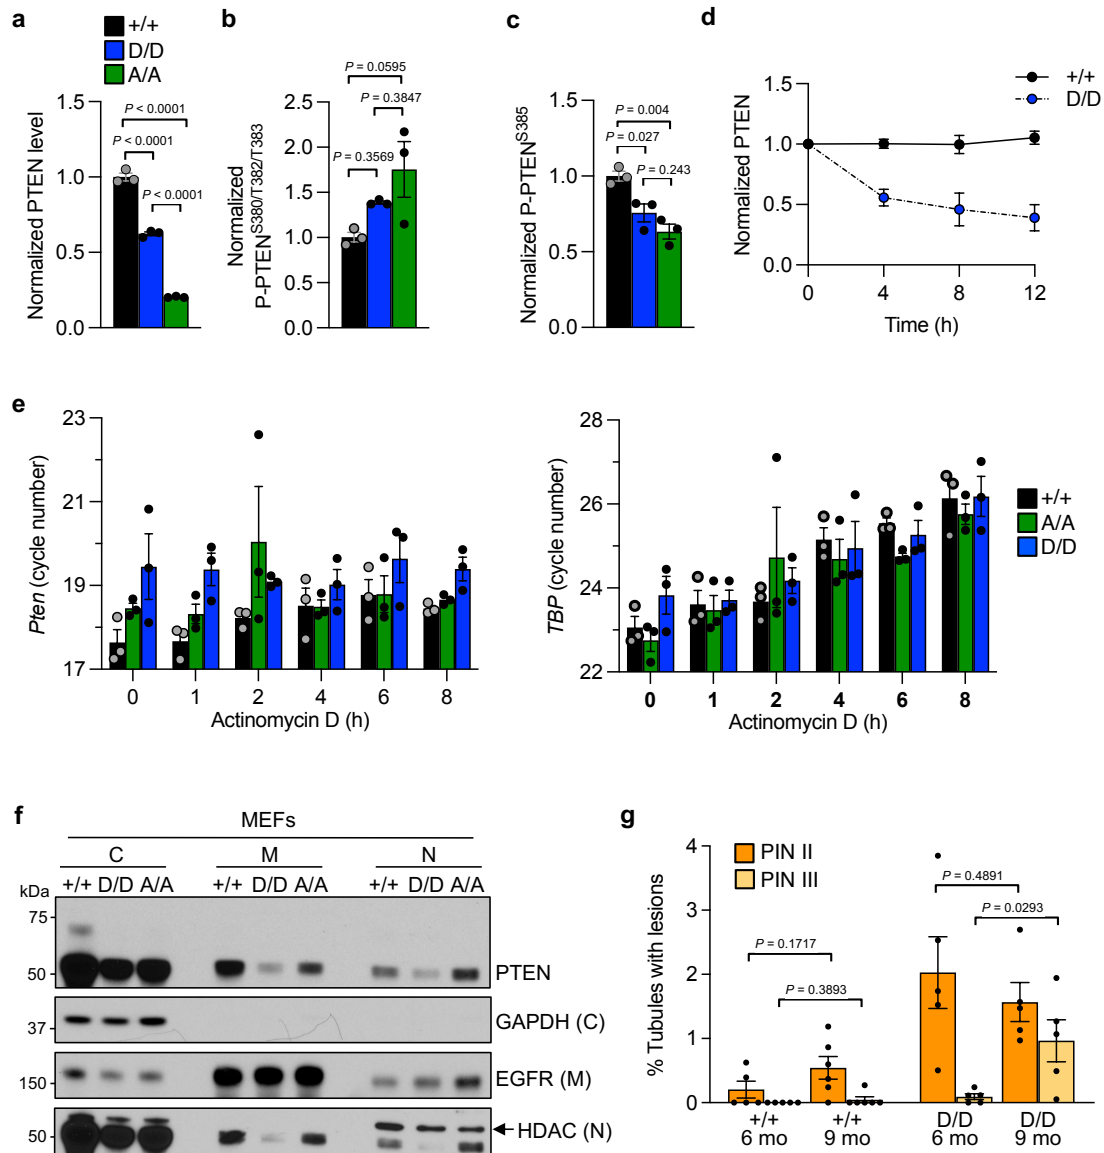 a
+/+
D/D
A/A
Normalized PTEN level
1.5
1.0
0.5
0.0
P < 0.0001
P < 0.0001
P < 0.0001
b
Normalized
P-PTEN^S380/T382/T383
2.5
2.0
1.5
1.0
0.5
0.0
P = 0.0595
P = 0.3847
P = 0.3569
c
Normalized P-PTEN^S385
1.5
1.0
0.5
0.0
P = 0.004
P = 0.027
P = 0.243
d
Normalized PTEN
1.5
1.0
0.5
0.0
0 4 8 12
Time (h)
+/+
D/D
e
Pten (cycle number)
23
21
19
17
0 1 2 4 6 8
Actinomycin D (h)
TBP (cycle number)
28
26
24
22
0 1 2 4 6 8
Actinomycin D (h)
+/+
A/A
D/D
f
MEFs
C M N
+/+ D/D A/A +/+ D/D A/A +/+ D/D A/A
kDa
75
50
PTEN
37
GAPDH (C)
150
EGFR (M)
50
HDAC (N)
g
PIN II
PIN III
% Tubules with lesions
4
3
2
1
0
P = 0.1717
P = 0.3893
P = 0.4891
P = 0.0293
+/+ +/+ D/D D/D
6 mo 9 mo 6 mo 9 mo